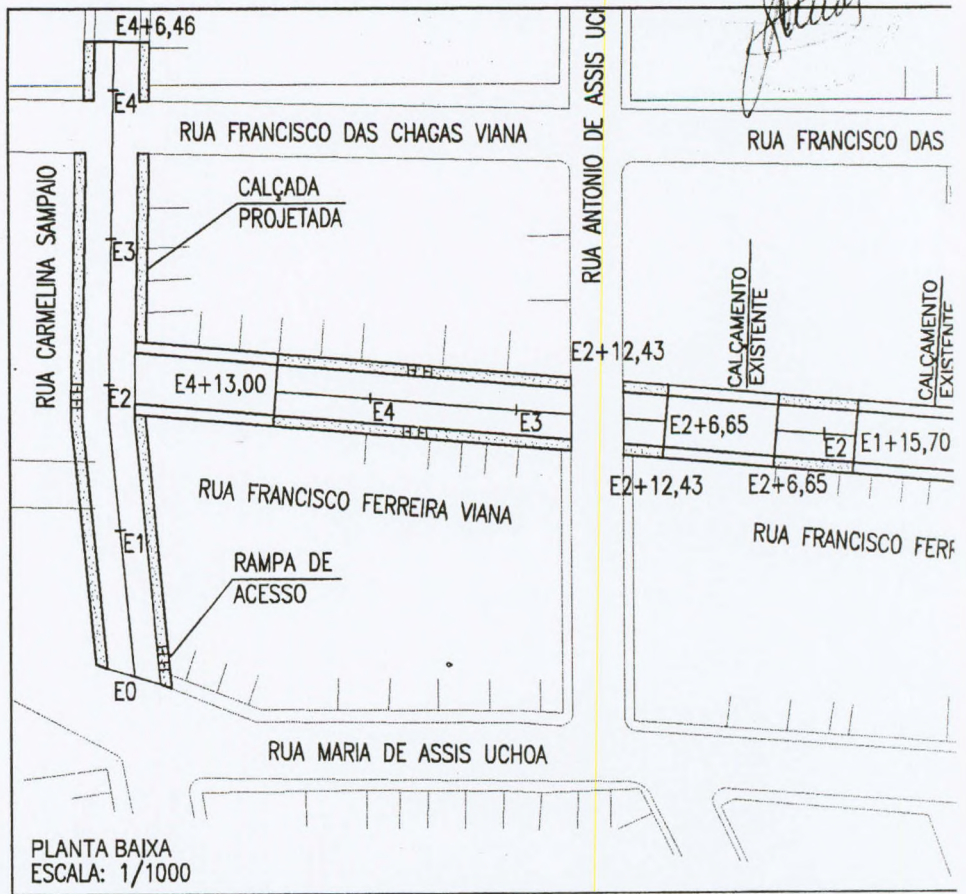 E4+6,46
E4
RUA FRANCISCO DAS CHAGAS VIANA
RUA ANTONIO DE ASSIS UCH
RUA FRANCISCO DAS
RUA CARMELINA SAMPAIO
CALÇADA
PROJETADA
E3
CALÇAMENTO
EXISTENTE
CALÇAMENTO
EXISTENTE
E2+12,43
E2
E4+13,00
E4
E3
E2+6,65
E2
E1+15,70
RUA FRANCISCO FERREIRA VIANA
E2+12,43
E2+6,65
RUA FRANCISCO FERR
E1
RAMPA DE
ACESSO
E0
RUA MARIA DE ASSIS UCHOA
PLANTA BAIXA
ESCALA: 1/1000